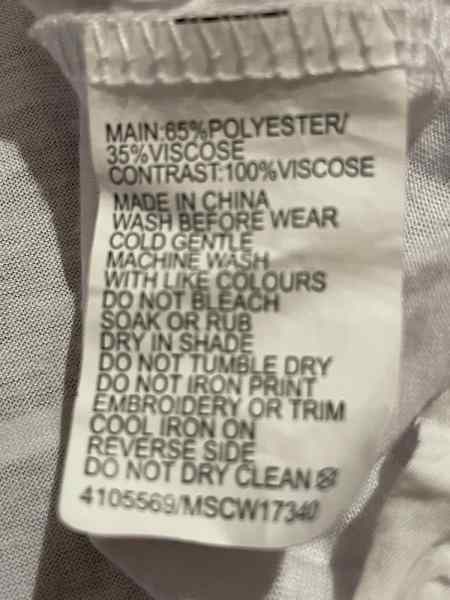 MAIN:65%POLYESTER/
35%VISCOSE
CONTRAST:100%VISCOSE
MADE IN CHINA
WASH BEFORE WEAR
COLD GENTLE
MACHINE WASH
WITH LIKE COLOURS
DO NOT BLEACH
SOAK OR RUB
DRY IN SHADE
DO NOT TUMBLE DRY
DO NOT IRON PRINT
EMBROIDERY OR TRIM
COOL IRON ON
REVERSE SIDE
DO NOT DRY CLEAN
4105569/MSCW17340